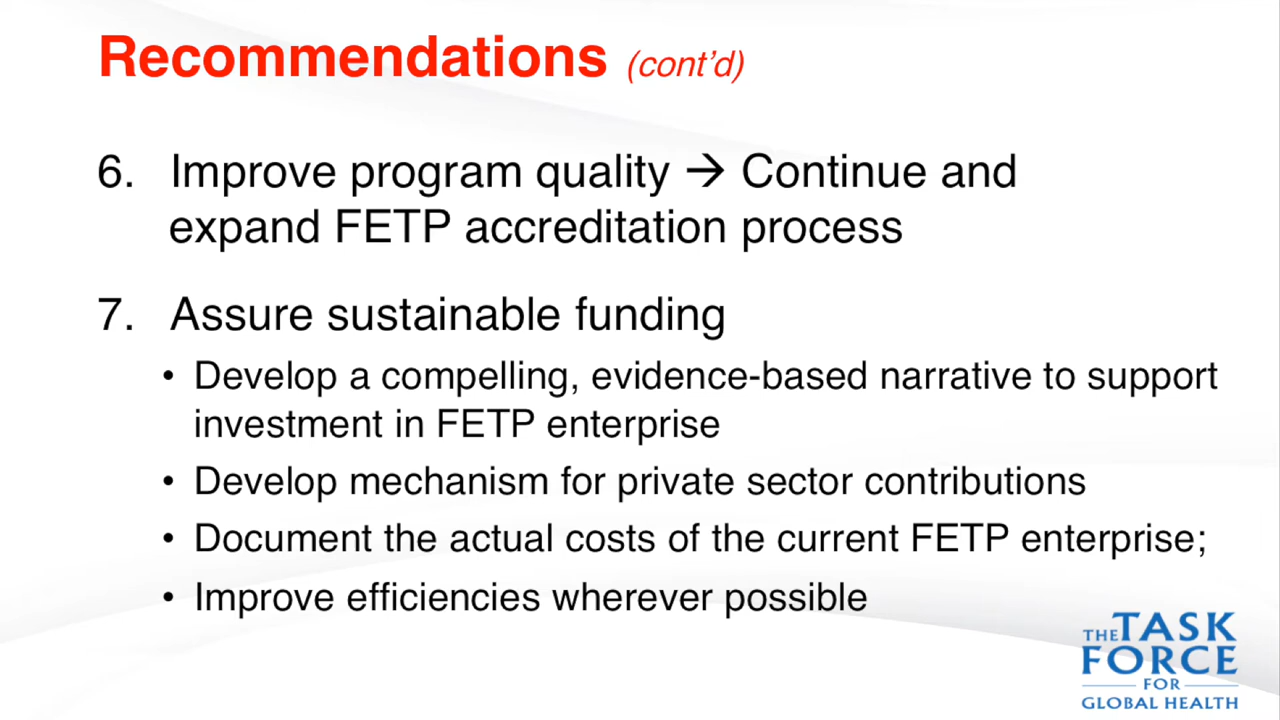 Recommendations (cont’d)
6. Improve program quality → Continue and
expand FETP accreditation process
7. Assure sustainable funding
• Develop a compelling, evidence-based narrative to support
investment in FETP enterprise
• Develop mechanism for private sector contributions
• Document the actual costs of the current FETP enterprise;
• Improve efficiencies wherever possible
THE TASK
FORCE
FOR
GLOBAL HEALTH